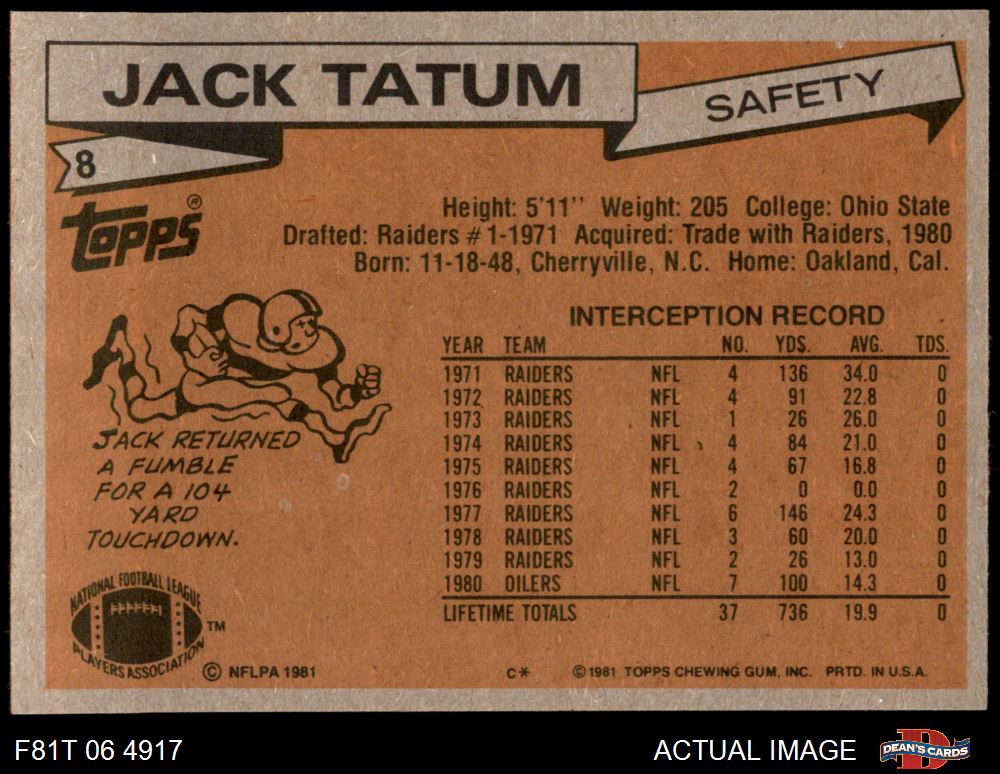 JACK TATUM
SAFETY
8
TOPPS ®
Height: 5'11'' Weight: 205 College: Ohio State
Drafted: Raiders #1-1971 Acquired: Trade with Raiders, 1980
Born: 11-18-48, Cherryville, N.C. Home: Oakland, Cal.
INTERCEPTION RECORD
YEAR TEAM NO. YDS. AVG. TDS.
1971 RAIDERS NFL 4 136 34.0 0
1972 RAIDERS NFL 4 91 22.8 0
1973 RAIDERS NFL 1 26 26.0 0
1974 RAIDERS NFL 4 84 21.0 0
1975 RAIDERS NFL 4 67 16.8 0
1976 RAIDERS NFL 2 0 0.0 0
1977 RAIDERS NFL 6 146 24.3 0
1978 RAIDERS NFL 3 60 20.0 0
1979 RAIDERS NFL 2 26 13.0 0
1980 OILERS NFL 7 100 14.3 0
LIFETIME TOTALS 37 736 19.9 0
JACK RETURNED
A FUMBLE
FOR A 104
YARD
TOUCHDOWN.
NATIONAL FOOTBALL LEAGUE
PLAYERS ASSOCIATION
TM
© NFLPA 1981
C*
© 1981 TOPPS CHEWING GUM, INC. PRTD. IN U.S.A.
F81T 06 4917
ACTUAL IMAGE
D
DEAN'S CARDS